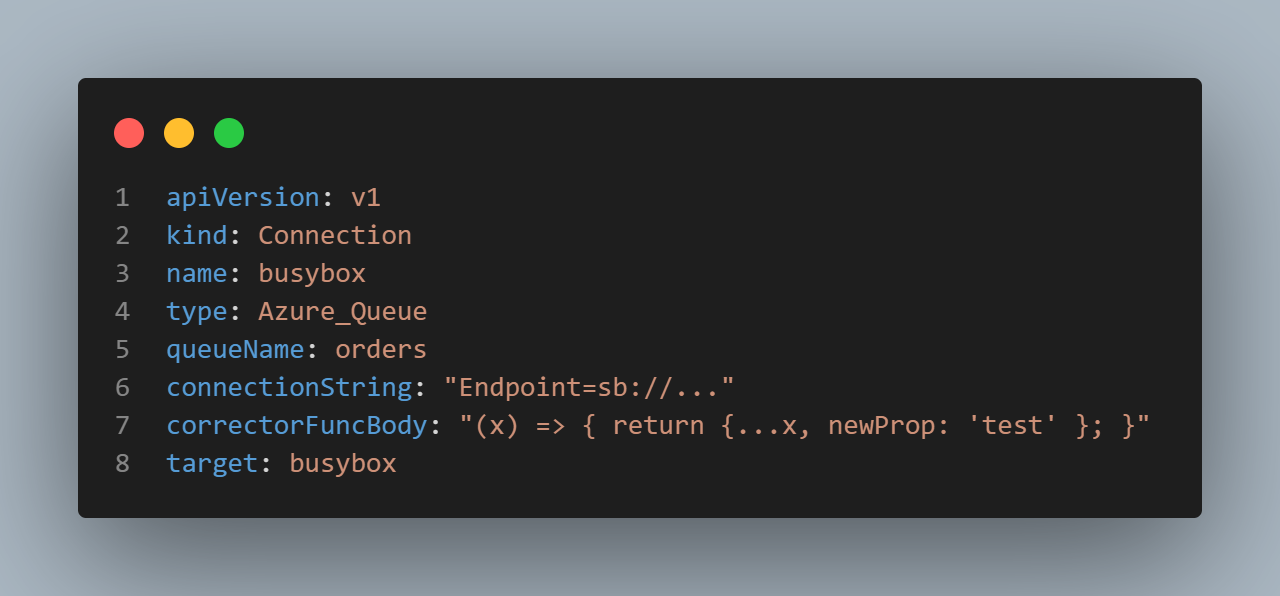 1 apiVersion: v1
2 kind: Connection
3 name: busybox
4 type: Azure_Queue
5 queueName: orders
6 connectionString: "Endpoint=sb://..."
7 correctorFuncBody: "(x) => { return {...x, newProp: 'test' }; }"
8 target: busybox